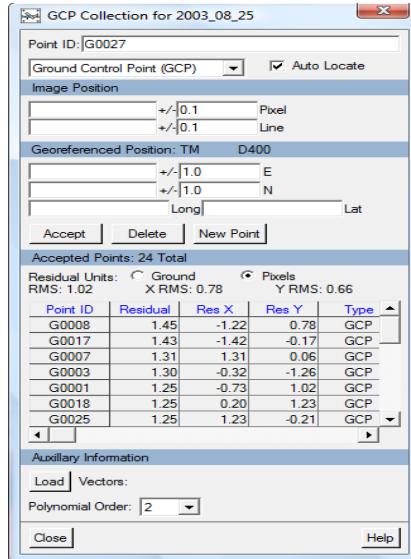 GCP Collection for 2003_08_25
Point ID: G0027
Ground Control Point (GCP) Auto Locate
Image Position
+/- 0.1 Pixel
+/- 0.1 Line
Georeferenced Position: TM D400
+/- 1.0 E
+/- 1.0 N
Long Lat
Accept Delete New Point
Accepted Points: 24 Total
Residual Units: Ground Pixels
RMS: 1.02 X RMS: 0.78 Y RMS: 0.66
Point ID Residual Res X Res Y Type
G0008 1.45 -1.22 0.78 GCP
G0017 1.43 -1.42 -0.17 GCP
G0007 1.31 1.31 0.06 GCP
G0003 1.30 -0.32 -1.26 GCP
G0001 1.25 -0.73 1.02 GCP
G0018 1.25 0.20 1.23 GCP
G0025 1.25 1.23 -0.21 GCP
Auxillary Information
Load Vectors:
Polynomial Order: 2
Close Help